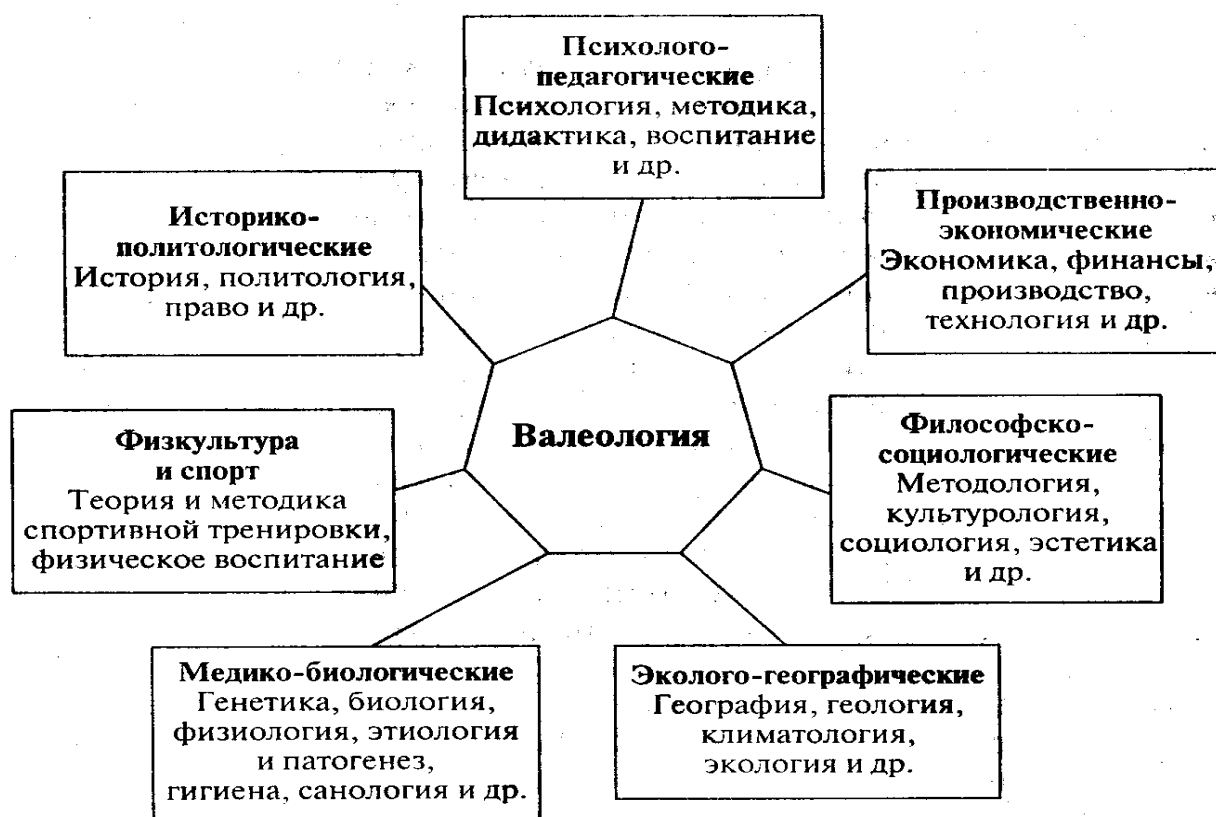 Психолого-
педагогические
Психология, методика,
дидактика, воспитание
и др.
Историко-
политологические
История, политология,
право и др.
Производственно-
экономические
Экономика, финансы,
производство,
технология и др.
Валеология
Физкультура
и спорт
Теория и методика
спортивной тренировки,
физическое воспитание
Философско-
социологические
Методология,
культурология,
социология, эстетика
и др.
Медико-биологические
Генетика, биология,
физиология, этиология
и патогенез,
гигиена, санология и др.
Эколого-географические
География, геология,
климатология,
экология и др.